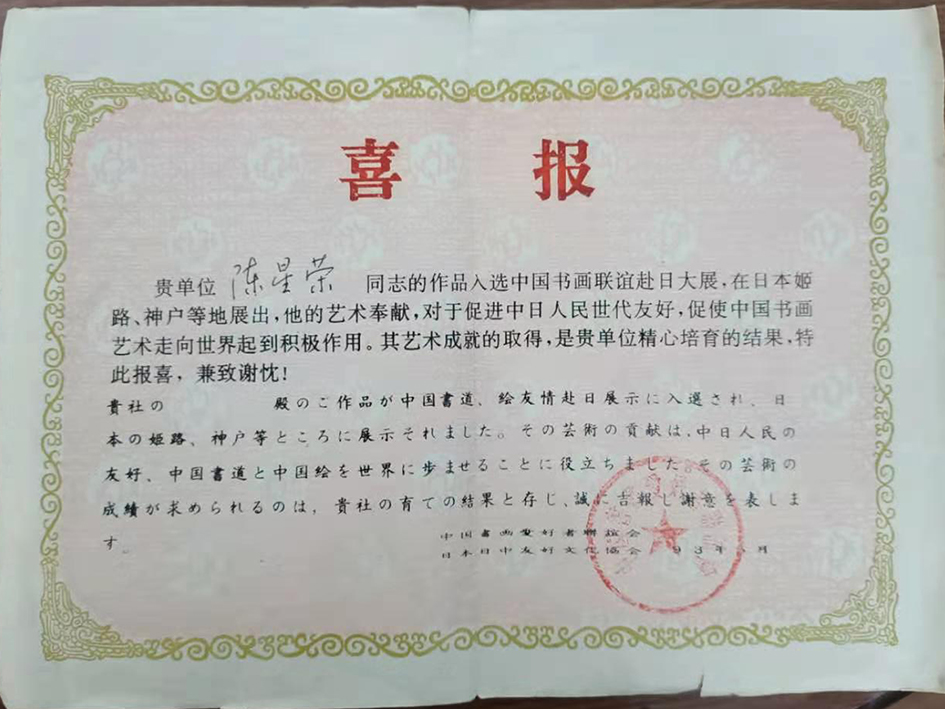 喜报
贵单位 陈星荣 同志的作品入选中国书画联谊赴日大展，在日本姬
路、神户等地展出，他的艺术奉献，对于促进中日人民世代友好，促使中国书画
艺术走向世界起到积极作用。其艺术成就的取得，是贵单位精心培育的结果，特
此报喜，兼致谢忱！
貴社の 殿のご作品が中国書道、绘友情赴日展示に入選され、日
本の姫路、神户等ところに展示それました。その芸術の貢献は、中日人民の
友好、中国書道と中国絵を世界に歩ませることに役立ちました。その芸術の
成績が求められるのは，貴社の育ての結果と存じ、誠に吉報し謝意を表しま
す。
中国書画愛好者聯誼会
日本日中友好文化協会 93年 月